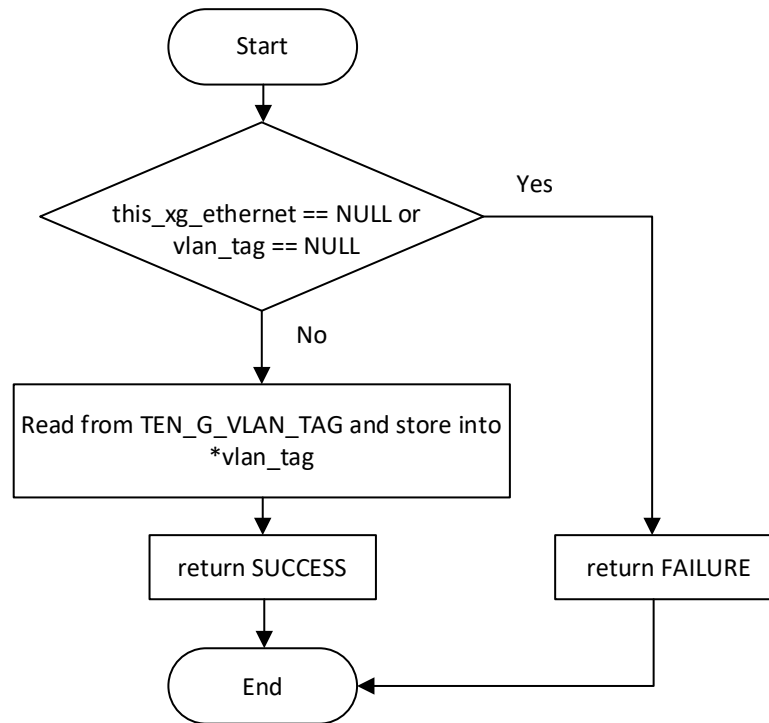 Start
this_xg_ethernet == NULL or
vlan_tag == NULL
Yes
No
Read from TEN_G_VLAN_TAG and store into
*vlan_tag
return SUCCESS
return FAILURE
End